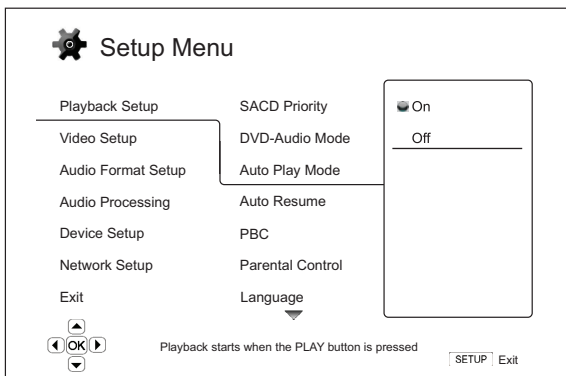 Setup Menu
Playback Setup
Video Setup
Audio Format Setup
Audio Processing
Device Setup
Network Setup
Exit
SACD Priority
DVD-Audio Mode
Auto Play Mode
Auto Resume
PBC
Parental Control
Language
On
Off
OK
Playback starts when the PLAY button is pressed
SETUP Exit